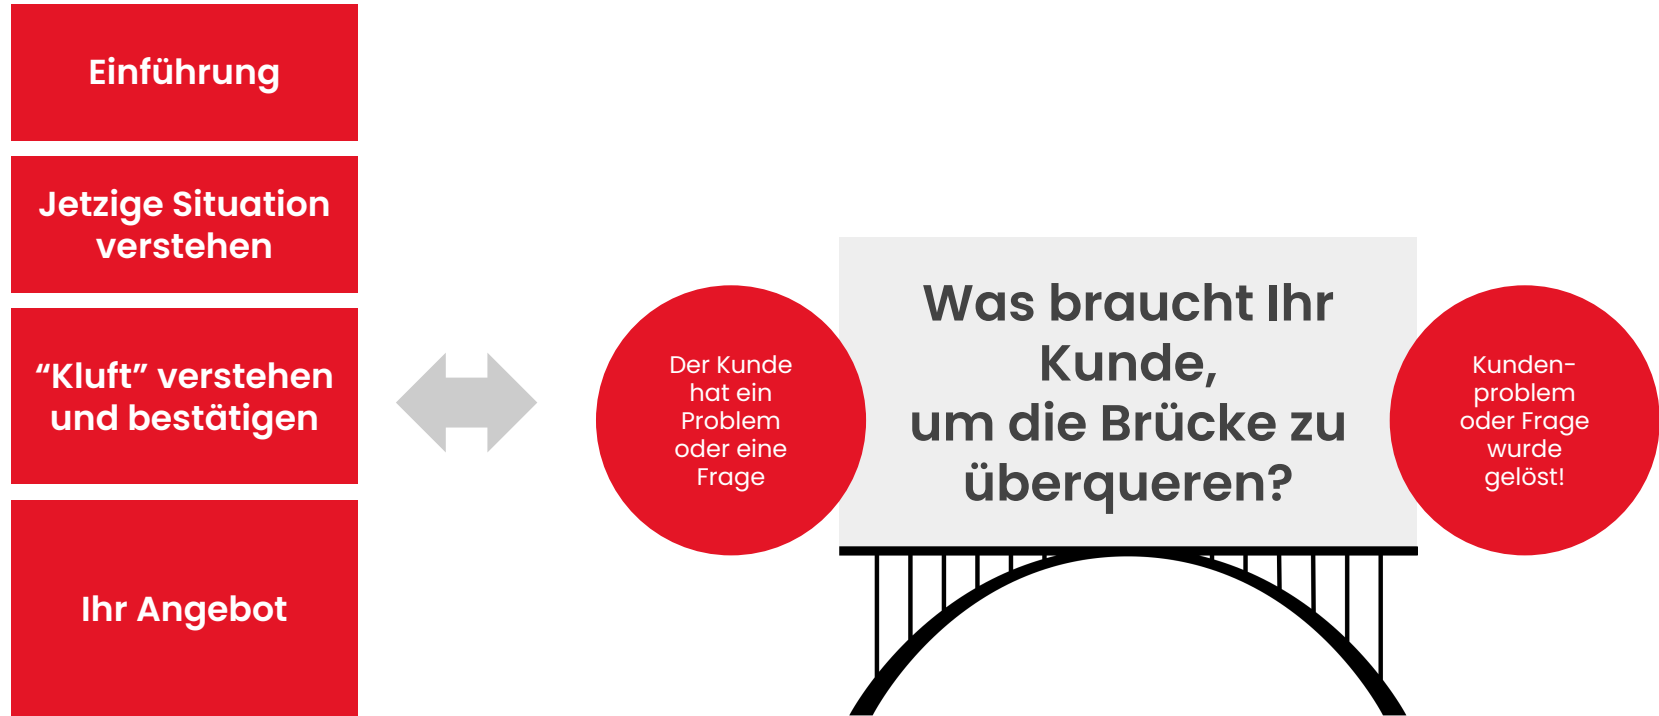 Einführung
Jetzige Situation
verstehen
“Kluft” verstehen
und bestätigen
Ihr Angebot
Der Kunde
hat ein
Problem
oder eine
Frage
Was braucht Ihr
Kunde,
um die Brücke zu
überqueren?
Kunden-
problem
oder Frage
wurde
gelöst!